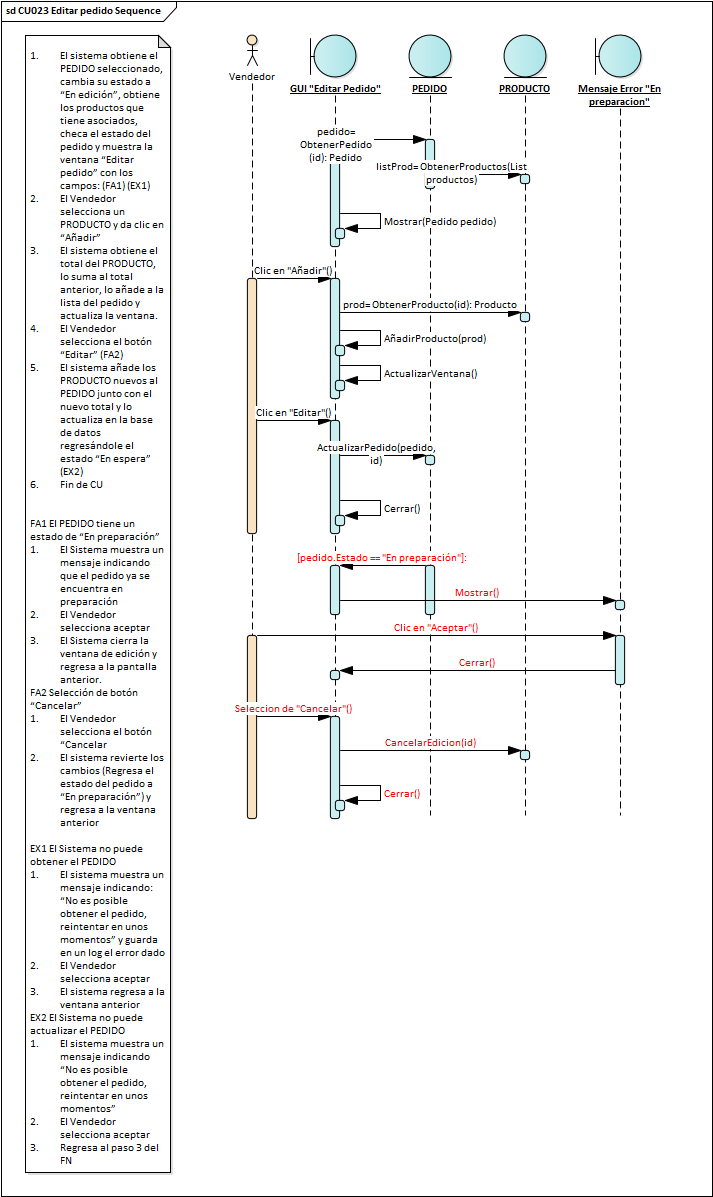 sd CU023 Editar pedido Sequence
1. El sistema obtiene el
PEDIDO seleccionado,
cambia su estado a
“En edición”, obtiene
los productos que
tiene asociados,
checa el estado del
pedido y muestra la
ventana “Editar
pedido” con los
campos: (FA1) (EX1)
2. El Vendedor
selecciona un
PRODUCTO y da clic en
“Añadir”
3. El sistema obtiene el
total del PRODUCTO,
lo suma al total
anterior, lo añade a la
lista del pedido y
actualiza la ventana.
4. El Vendedor
selecciona el botón
“Editar” (FA2)
5. El sistema añade los
PRODUCTO nuevos al
PEDIDO junto con el
nuevo total y lo
actualiza en la base
de datos
regresándole el
estado “En espera”
(EX2)
6. Fin de CU
FA1 El PEDIDO tiene un
estado de “En preparación”
1. El Sistema muestra un
mensaje indicando
que el pedido ya se
encuentra en
preparación
2. El Vendedor
selecciona aceptar
3. El Sistema cierra la
ventana de edición y
regresa a la pantalla
anterior.
FA2 Selección de botón
“Cancelar”
1. El Vendedor
selecciona el botón
“Cancelar
2. El sistema revierte los
cambios (Regresa el
estado del pedido a
“En preparación”) y
regresa a la ventana
anterior
EX1 El Sistema no puede
obtener el PEDIDO
1. El sistema muestra un
mensaje indicando:
“No es posible
obtener el pedido,
reintentar en unos
momentos” y guarda
en un log el error dado
2. El Vendedor
selecciona aceptar
3. El sistema regresa a la
ventana anterior
EX2 El Sistema no puede
actualizar el PEDIDO
1. El sistema muestra un
mensaje indicando
“No es posible
obtener el pedido,
reintentar en unos
momentos”
2. El Vendedor
selecciona aceptar
3. Regresa al paso 3 del
FN
Vendedor
GUI "Editar Pedido"
PEDIDO
PRODUCTO
Mensaje Error "En
preparacion"
pedido=
ObtenerPedido
(id): Pedido
listProd= ObtenerProductos(List
productos)
Mostrar(Pedido pedido)
Clic en "Añadir"()
prod= ObtenerProducto(id): Producto
AñadirProducto(prod)
ActualizarVentana()
Clic en "Editar"()
ActualizarPedido(pedido,
id)
Cerrar()
[pedido.Estado == "En preparación"]:
Mostrar()
Clic en "Aceptar"()
Cerrar()
Seleccion de "Cancelar"()
CancelarEdicion(id)
Cerrar()